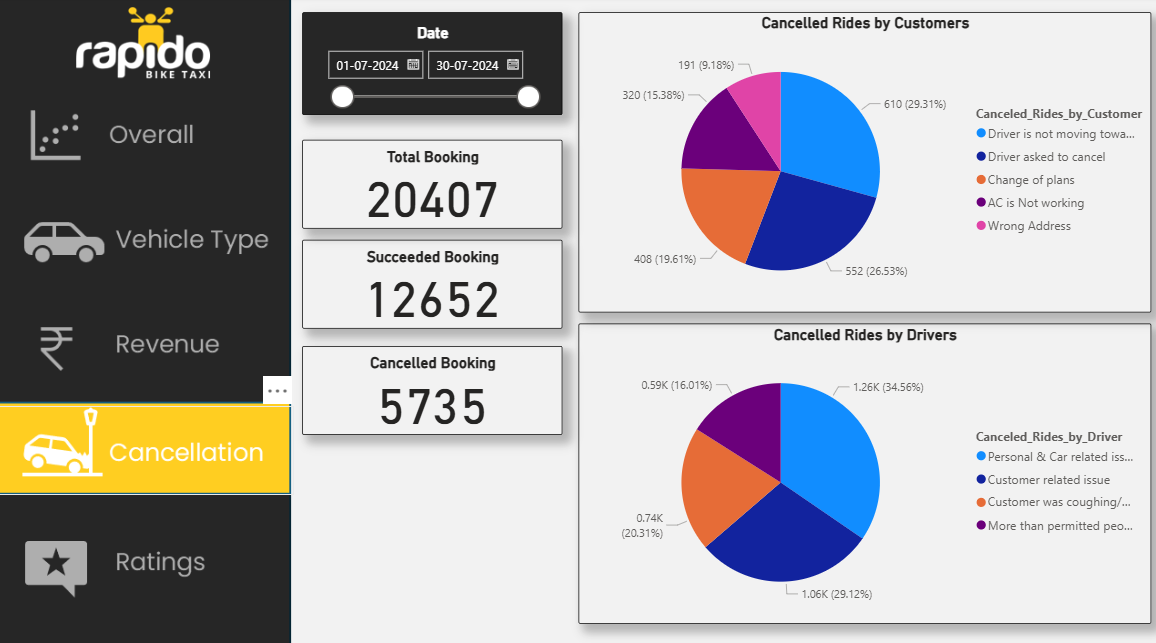 rapido
BIKE TAXI
Overall
Vehicle Type
Revenue
Cancellation
Ratings
Date
01-07-2024
30-07-2024
Total Booking
20407
Succeeded Booking
12652
Cancelled Booking
5735
Cancelled Rides by Customers
191 (9.18%)
320 (15.38%)
610 (29.31%)
408 (19.61%)
552 (26.53%)
Canceled_Rides_by_Customer
Driver is not moving towa...
Driver asked to cancel
Change of plans
AC is Not working
Wrong Address
Cancelled Rides by Drivers
0.59K (16.01%)
1.26K (34.56%)
0.74K
(20.31%)
1.06K (29.12%)
Canceled_Rides_by_Driver
Personal & Car related iss...
Customer related issue
Customer was coughing/...
More than permitted peo...